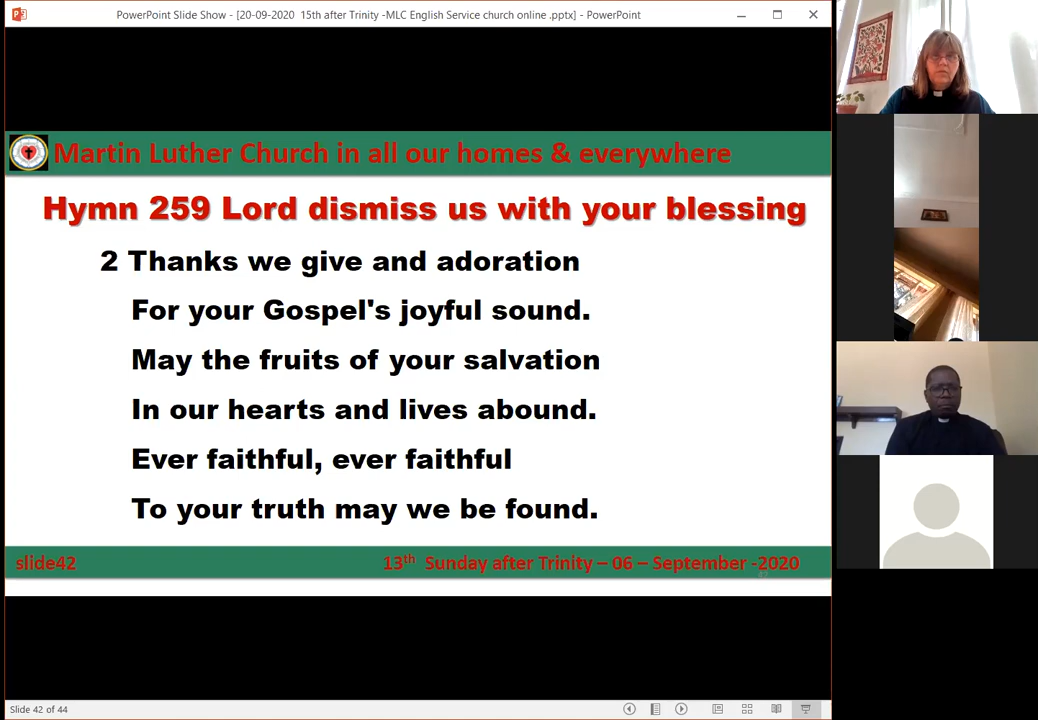 PowerPoint Slide Show - [20-09-2020  15th after Trinity -MLC English Service church online .pptx] - PowerPoint
Martin Luther Church in all our homes & everywhere
Hymn 259 Lord dismiss us with your blessing
2 Thanks we give and adoration
For your Gospel's joyful sound.
May the fruits of your salvation
In our hearts and lives abound.
Ever faithful, ever faithful
To your truth may we be found.
slide42
13th Sunday after Trinity – 06 – September -2020
Slide 42 of 44